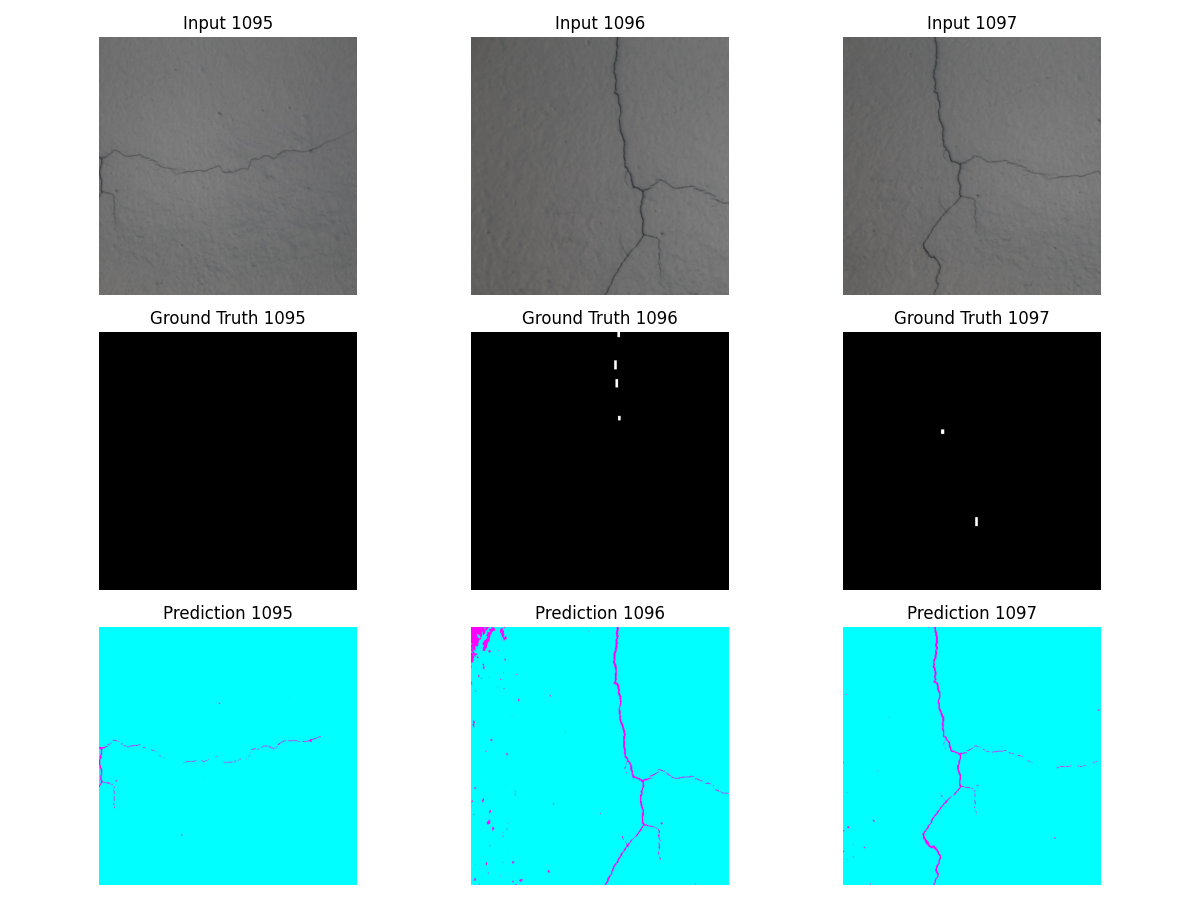 Input 1095
Input 1096
Input 1097
Ground Truth 1095
Ground Truth 1096
Ground Truth 1097
Prediction 1095
Prediction 1096
Prediction 1097